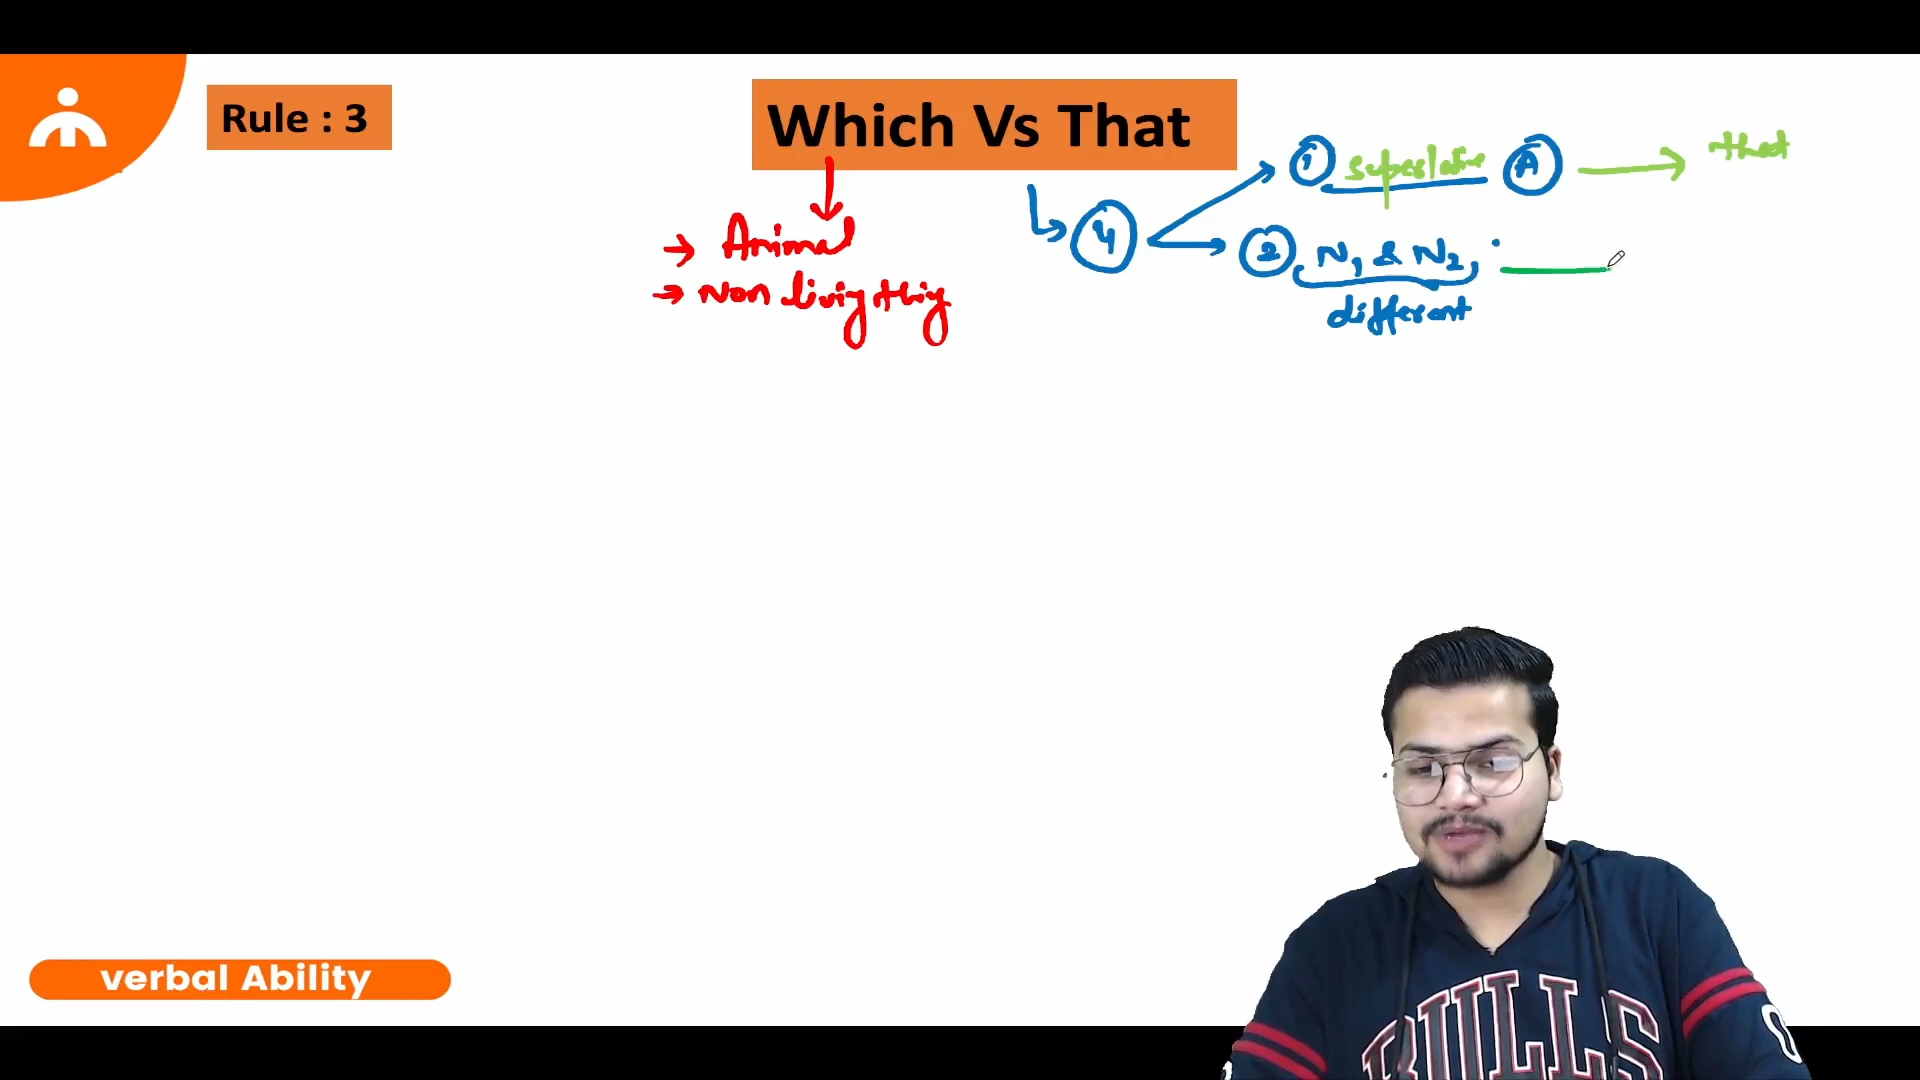 Rule : 3
Which Vs That
→ Animal
→ Non living thing
4
1 superlative A → that
2 N1 & N2,
different
verbal Ability
BULLS
0